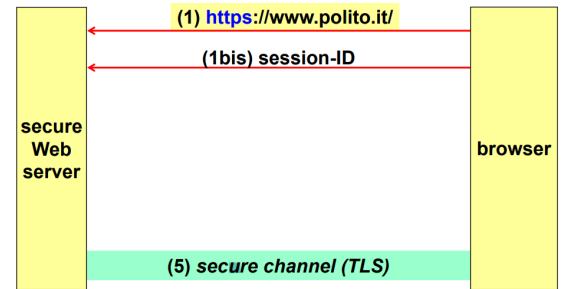 (1) https://www.polito.it/
(1bis) session-ID
secure
Web
server
browser
(5) secure channel (TLS)